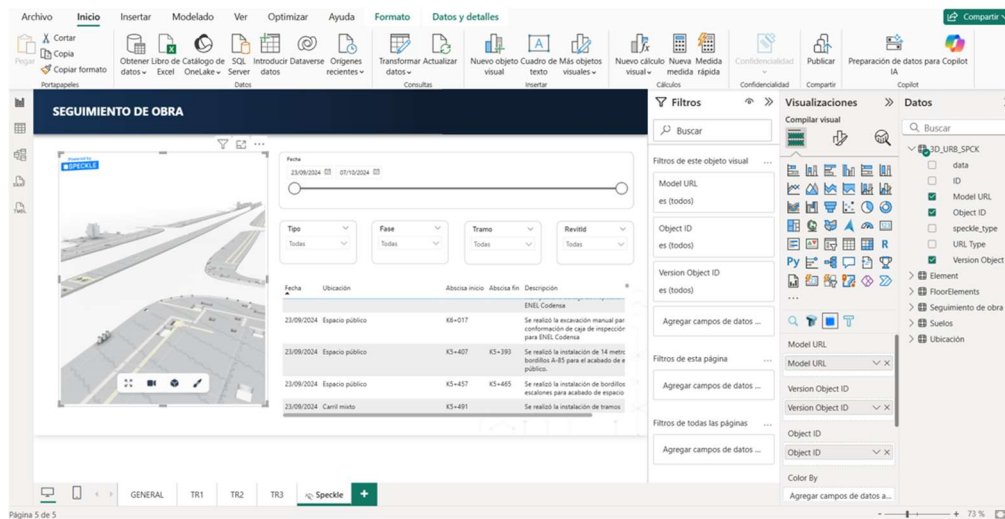 Archivo Inicio Insertar Modelado Ver Optimizar Ayuda Formato Datos y detalles Compartir
Pegar
Cortar
Copia
Copiar formato
Portapapeles
Obtener datos
Libro de Excel
Catálogo de OneLake
SQL Server
Introducir datos
Dataverse
Orígenes recientes
Datos
Transformar datos
Actualizar
Consultas
Nuevo objeto visual
Cuadro de texto
Más objetos visuales
Insertar
Nuevo cálculo visual
Nueva medida
Medida rápida
Cálculos
Confidencialidad
Confidencialidad
Publicar
Compartir
Preparación de datos para Copilot IA
Copilot
SEGUIMIENTO DE OBRA
Powered by
SPECKLE
Fecha
23/09/2024 07/10/2024
Tipo
Todas
Fase
Todas
Tramo
Todas
RevitId
Todas
Fecha Ubicación Abscisa inicio Abscisa fin Descripción
ENEL Codensa
23/09/2024 Espacio público K6+017 Se realizó la excavación manual par
conformación de caja de inspección
para ENEL Codensa
23/09/2024 Espacio público K5+407 K5+393 Se realizó la instalación de 14 metro
bordillos A-85 para el acabado de e
público.
23/09/2024 Espacio público K5+457 K5+465 Se realizó la instalación de bordillos
escalones para acabado de espacio
23/09/2024 Carril mixto K5+491 Se realizó la instalación de tramos
Filtros
Buscar
Filtros de este objeto visual ...
Model URL
es (todos)
Object ID
es (todos)
Version Object ID
es (todos)
Agregar campos de datos ...
Filtros de esta página ...
Agregar campos de datos ...
Filtros de todas las páginas ...
Agregar campos de datos ...
Visualizaciones
Compilar visual
R
Py
...
Model URL
Model URL
Version Object ID
Version Object ID
Object ID
Object ID
Color By
Agregar campos de datos a...
Datos
Buscar
3D_URB_SPCK
data
ID
Model URL
Object ID
speckle_type
URL Type
Version Object
Element
FloorElements
Seguimiento de obra
Suelos
Ubicación
GENERAL TR1 TR2 TR3 Speckle +
Página 5 de 5
- + 73 %